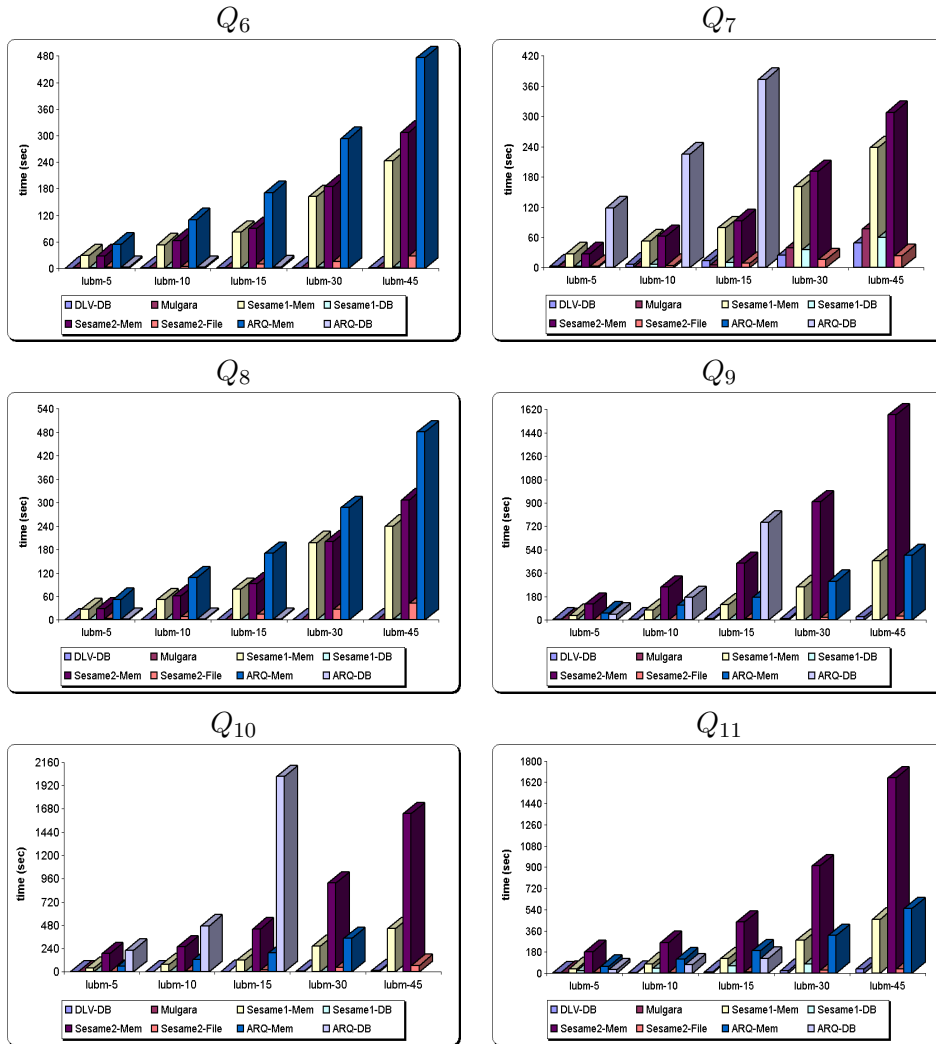 Q6 Q7
480
420
360
300
240
180
120
60
0
time (sec)
lubm-5 lubm-10 lubm-15 lubm-30 lubm-45
DLV-DB Mulgara Sesame1-Mem Sesame1-DB
Sesame2-Mem Sesame2-File ARQ-Mem ARQ-DB
420
360
300
240
180
120
60
0
time (sec)
lubm-5 lubm-10 lubm-15 lubm-30 lubm-45
DLV-DB Mulgara Sesame1-Mem Sesame1-DB
Sesame2-Mem Sesame2-File ARQ-Mem ARQ-DB
Q8 Q9
540
480
420
360
300
240
180
120
60
0
time (sec)
lubm-5 lubm-10 lubm-15 lubm-30 lubm-45
DLV-DB Mulgara Sesame1-Mem Sesame1-DB
Sesame2-Mem Sesame2-File ARQ-Mem ARQ-DB
1620
1440
1260
1080
900
720
540
360
180
0
time (sec)
lubm-5 lubm-10 lubm-15 lubm-30 lubm-45
DLV-DB Mulgara Sesame1-Mem Sesame1-DB
Sesame2-Mem Sesame2-File ARQ-Mem ARQ-DB
Q10 Q11
2160
1920
1680
1440
1200
960
720
480
240
0
time (sec)
lubm-5 lubm-10 lubm-15 lubm-30 lubm-45
DLV-DB Mulgara Sesame1-Mem Sesame1-DB
Sesame2-Mem Sesame2-File ARQ-Mem ARQ-DB
1800
1620
1440
1260
1080
900
720
540
360
180
0
time (sec)
lubm-5 lubm-10 lubm-15 lubm-30 lubm-45
DLV-DB Mulgara Sesame1-Mem Sesame1-DB
Sesame2-Mem Sesame2-File ARQ-Mem ARQ-DB